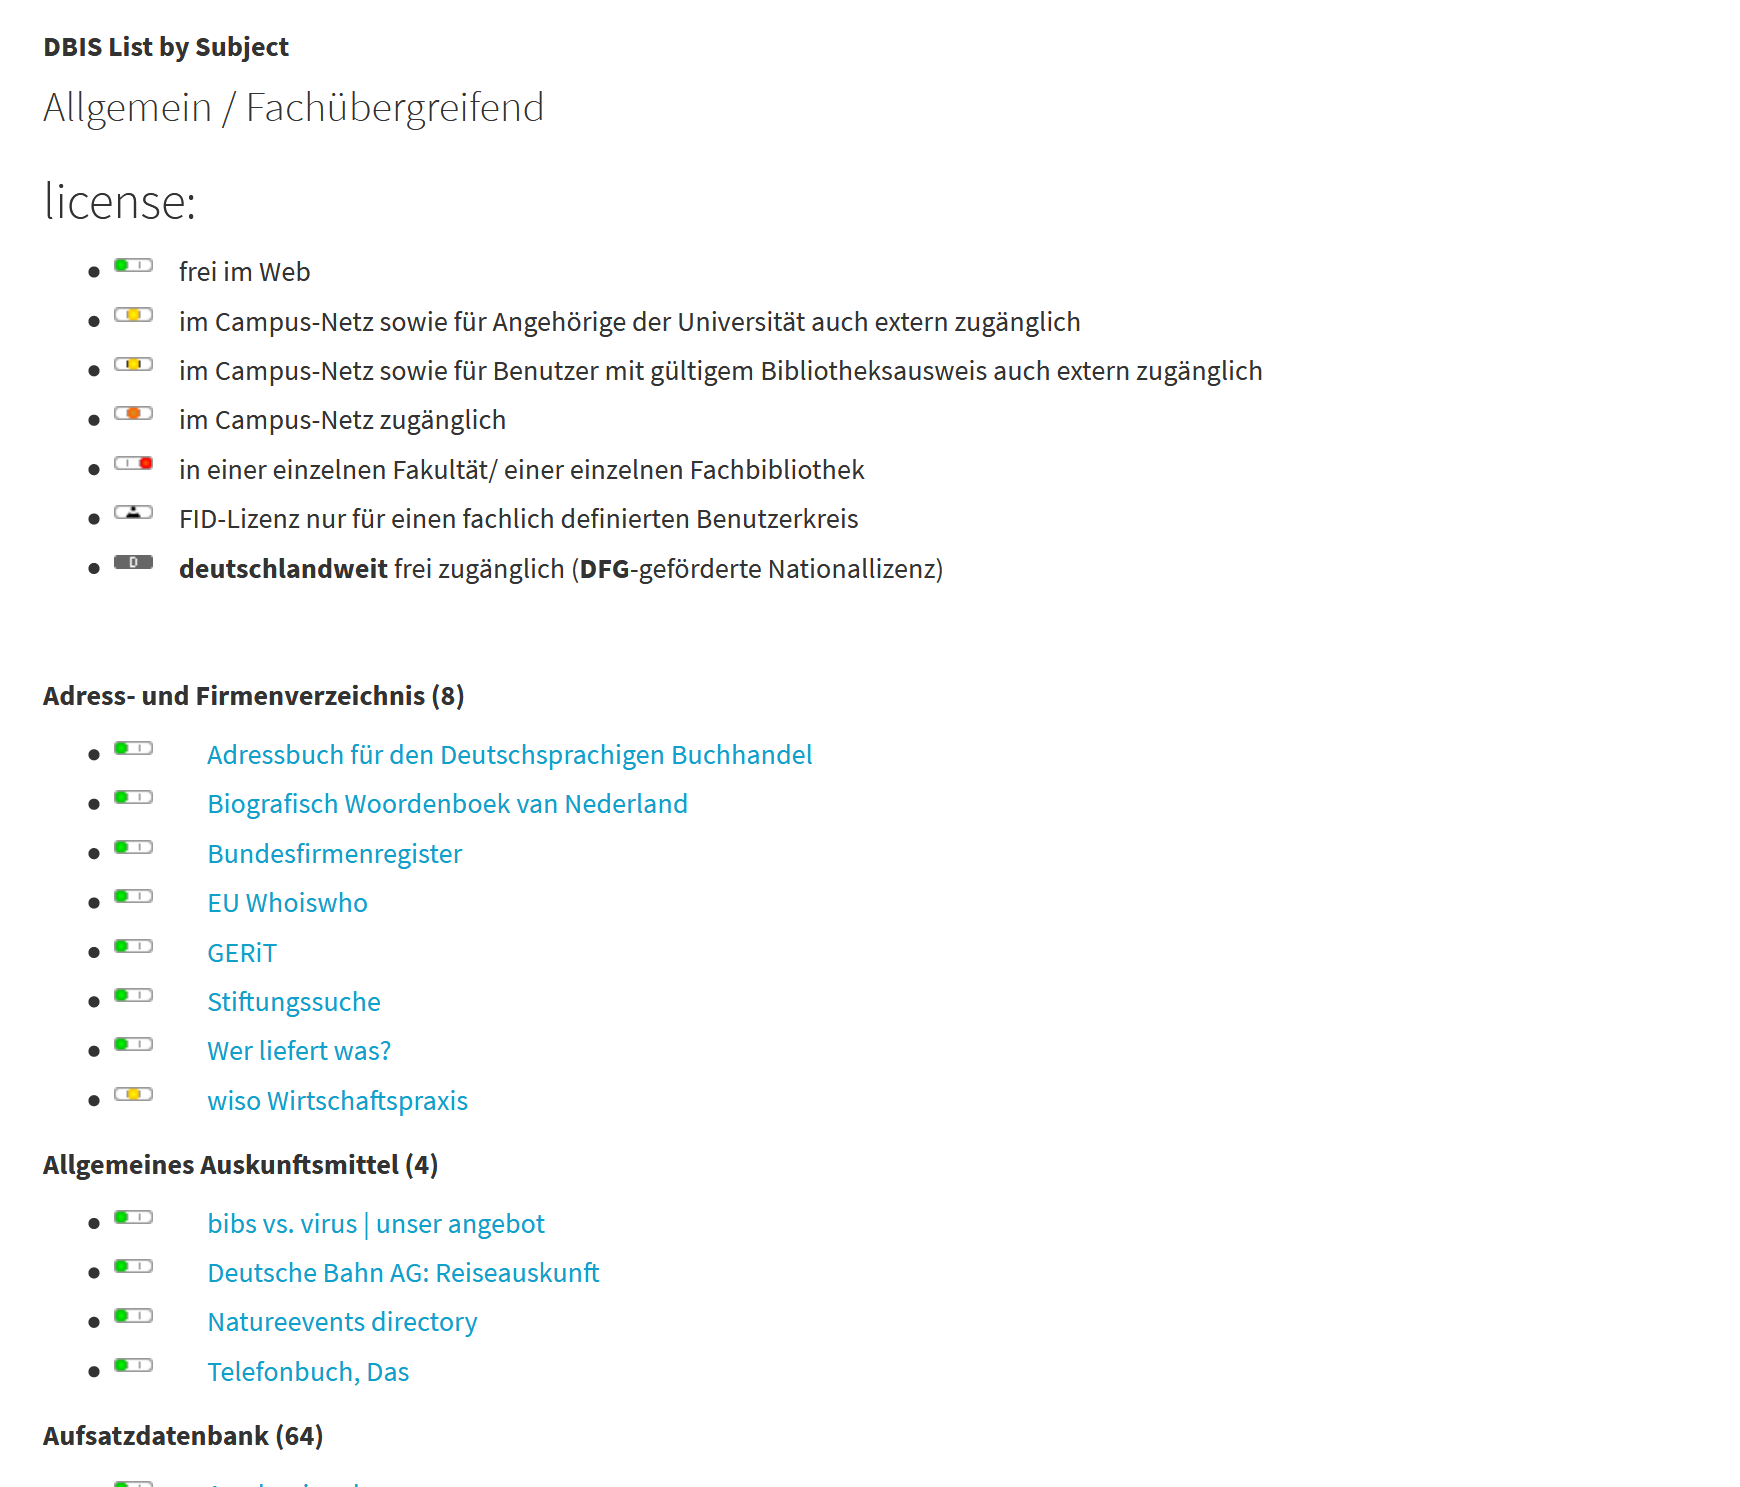 DBIS List by Subject
Allgemein / Fachübergreifend
license:
frei im Web
im Campus-Netz sowie für Angehörige der Universität auch extern zugänglich
im Campus-Netz sowie für Benutzer mit gültigem Bibliotheksausweis auch extern zugänglich
im Campus-Netz zugänglich
in einer einzelnen Fakultät/ einer einzelnen Fachbibliothek
FID-Lizenz nur für einen fachlich definierten Benutzerkreis
D deutschlandweit frei zugänglich (DFG-geförderte Nationallizenz)
Adress- und Firmenverzeichnis (8)
Adressbuch für den Deutschsprachigen Buchhandel
Biografisch Woordenboek van Nederland
Bundesfirmenregister
EU Whoiswho
GERiT
Stiftungssuche
Wer liefert was?
wiso Wirtschaftspraxis
Allgemeines Auskunftsmittel (4)
bibs vs. virus | unser angebot
Deutsche Bahn AG: Reiseauskunft
Natureevents directory
Telefonbuch, Das
Aufsatzdatenbank (64)